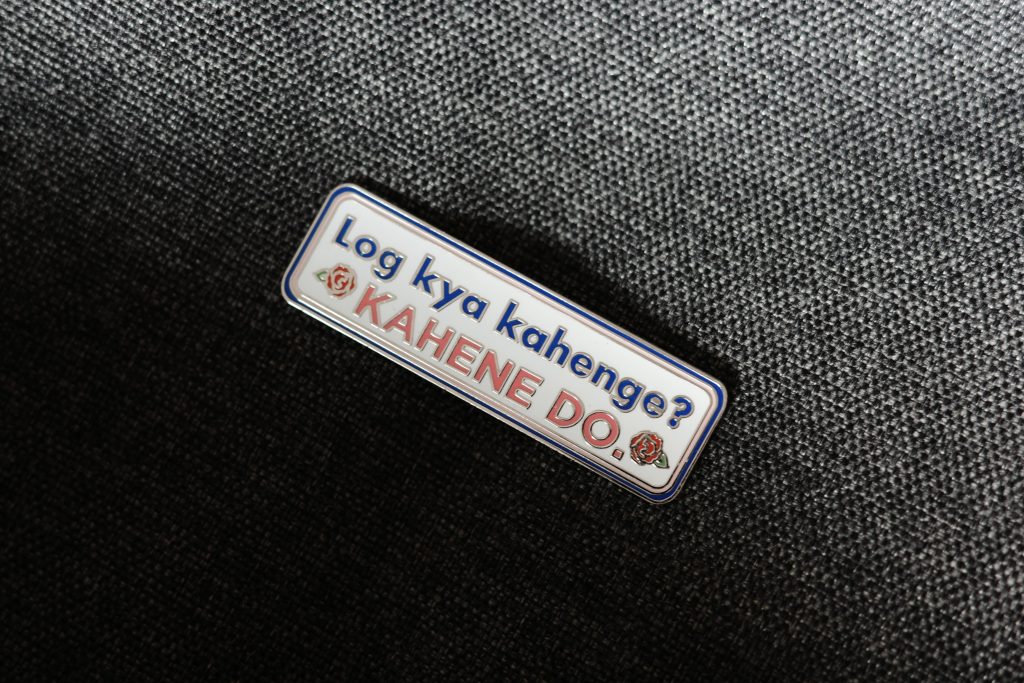 Log kya kahenge?
KAHENE DO.